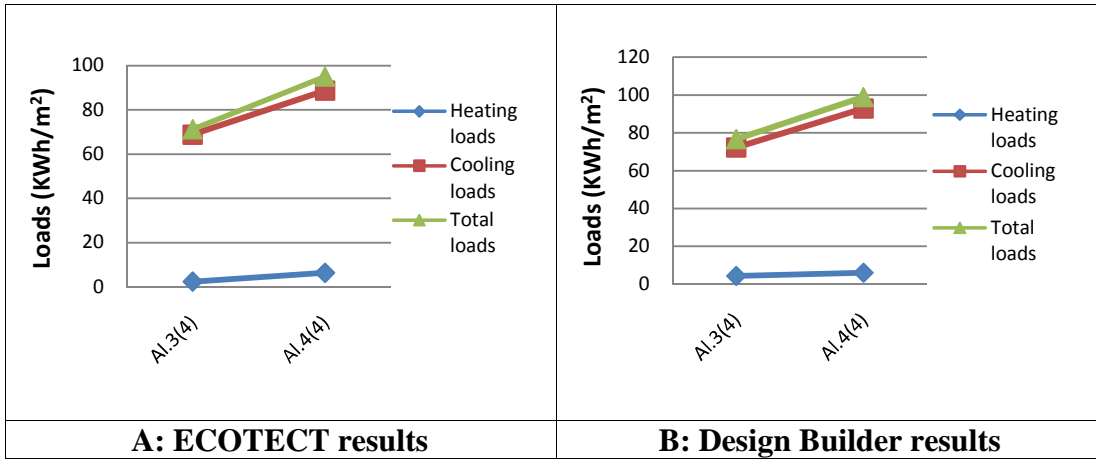 100
80
60
40
20
0
Loads (KWh/m²)
Al.3(4)
Al.4(4)
Heating
loads
Cooling
loads
Total
loads
120
100
80
60
40
20
0
Loads (KWh/m²)
Al.3(4)
Al.4(4)
Heating
loads
Cooling
loads
Total
loads
A: ECOTECT results
B: Design Builder results